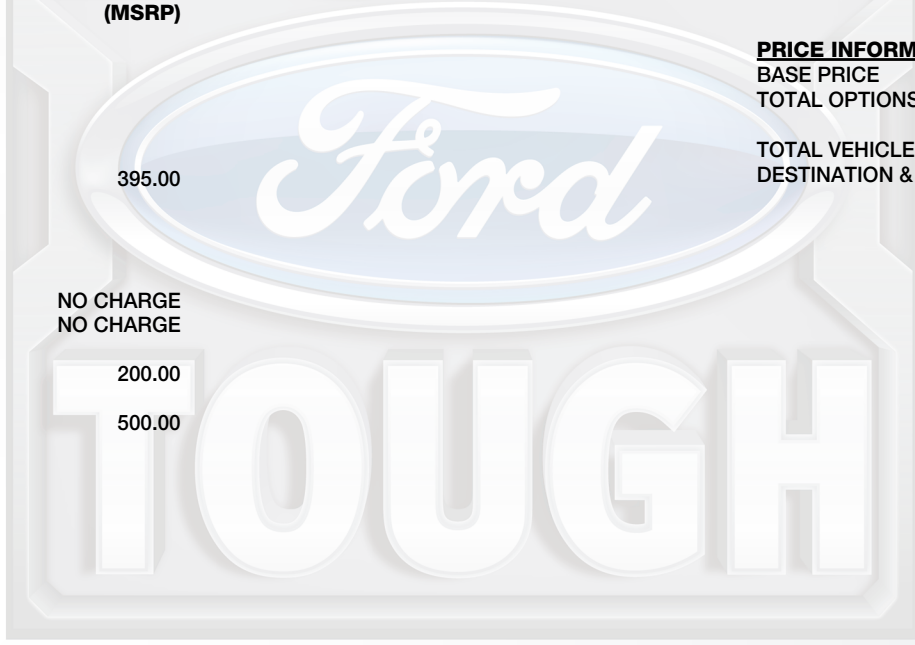 (MSRP)
PRICE INFORM
BASE PRICE
TOTAL OPTIONS
TOTAL VEHICLE
DESTINATION &
395.00
NO CHARGE
NO CHARGE
200.00
500.00
Ford
TOUGH